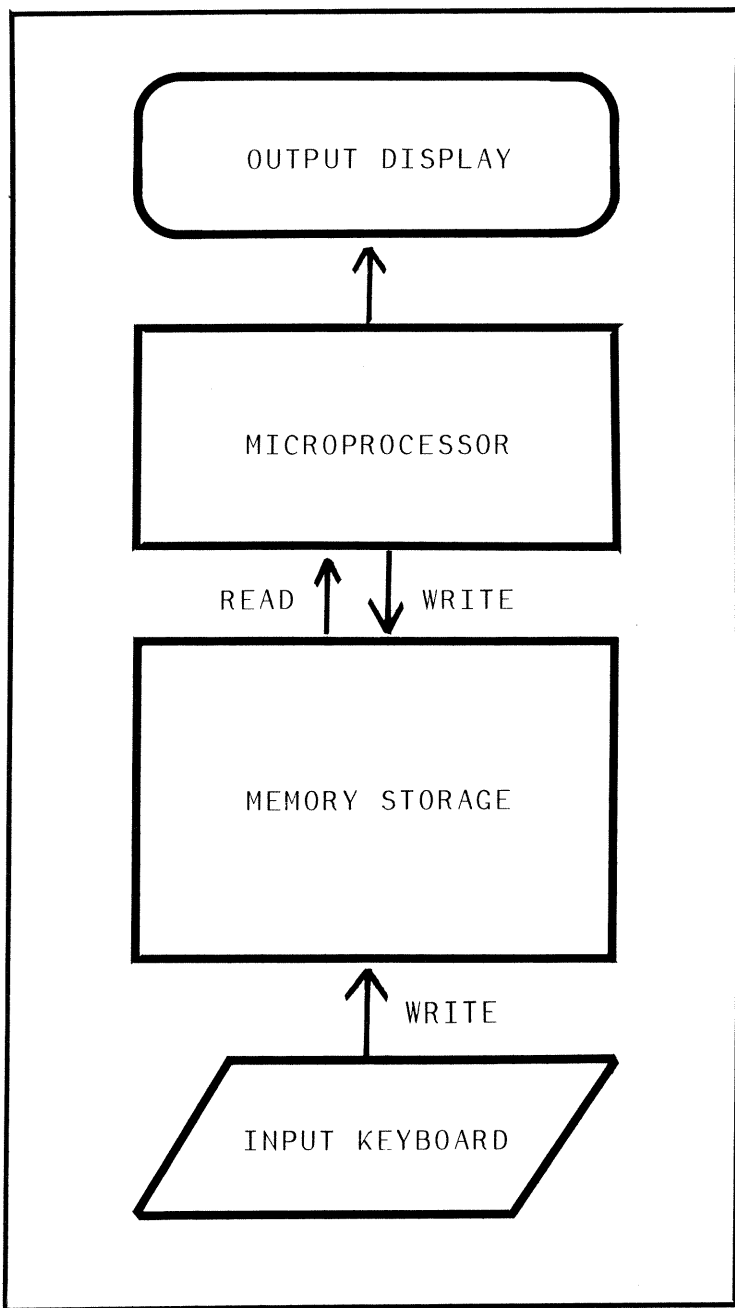 OUTPUT DISPLAY
MICROPROCESSOR
READ WRITE
MEMORY STORAGE
WRITE
INPUT KEYBOARD